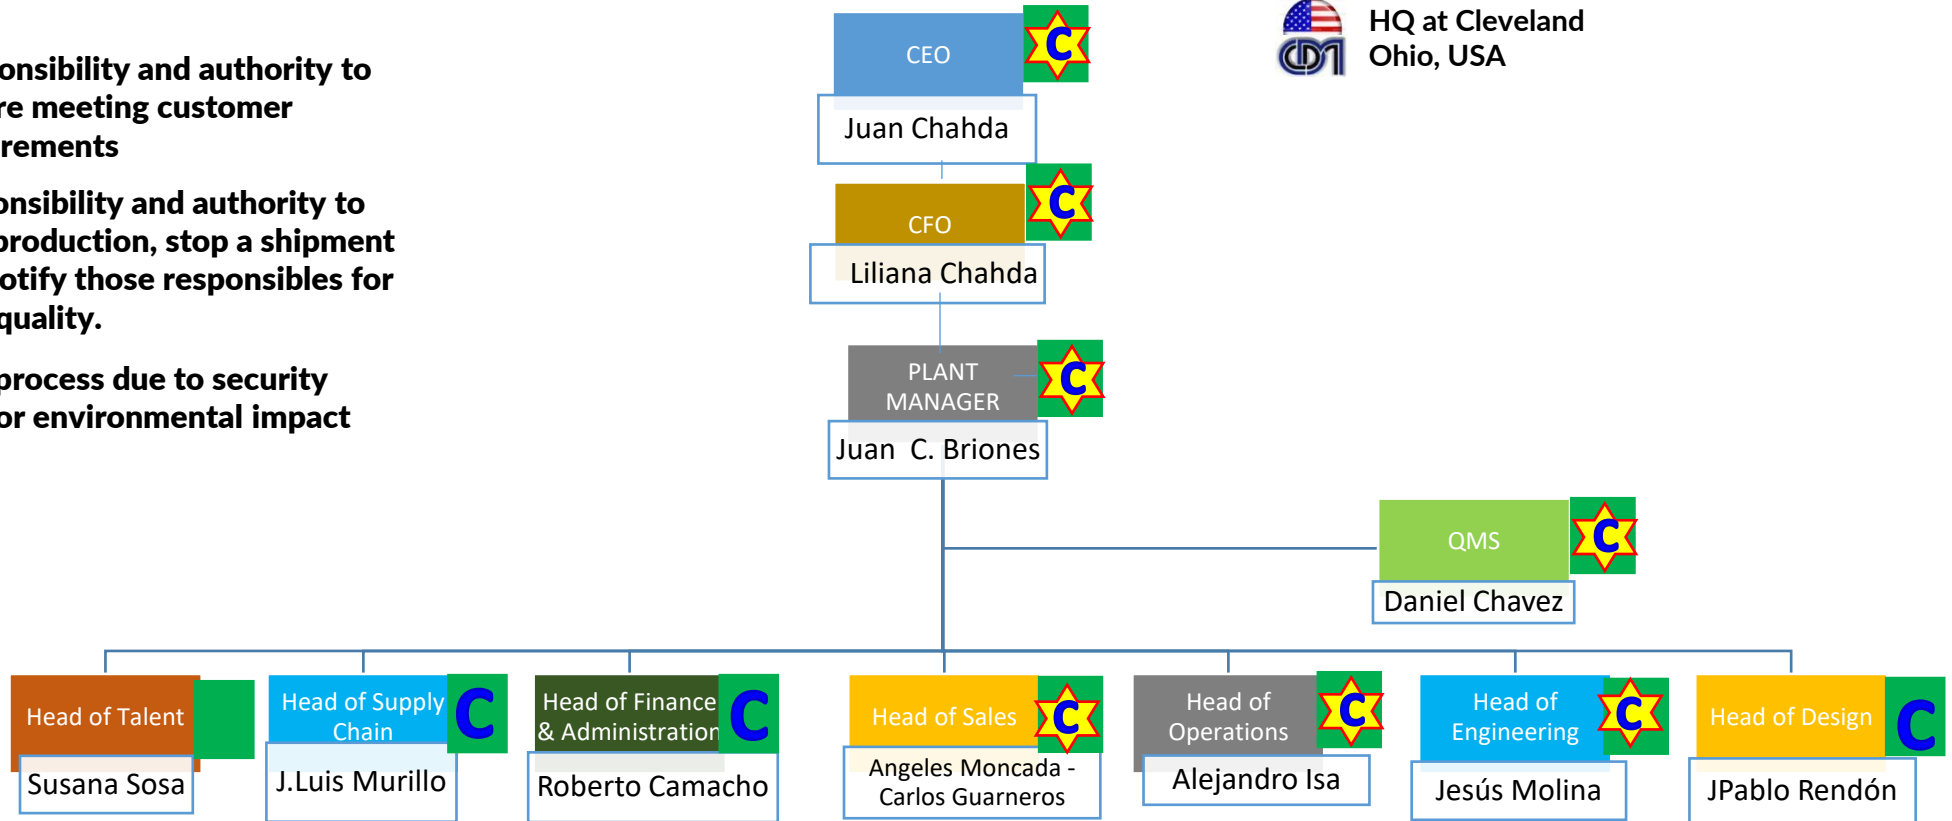 onsibility and authority to
re meeting customer
rements
onsibility and authority to
production, stop a shipment
otify those responsibles for
quality.
process due to security
or environmental impact
CEO
C
Juan Chahda
CDM
HQ at Cleveland
Ohio, USA
CFO
C
Liliana Chahda
PLANT
MANAGER
C
Juan C. Briones
QMS
C
Daniel Chavez
Head of Talent
Susana Sosa
Head of Supply
Chain
C
J.Luis Murillo
Head of Finance
& Administration
C
Roberto Camacho
Head of Sales
C
Angeles Moncada -
Carlos Guarneros
Head of
Operations
C
Alejandro Isa
Head of
Engineering
C
Jesús Molina
Head of Design
C
JPablo Rendón